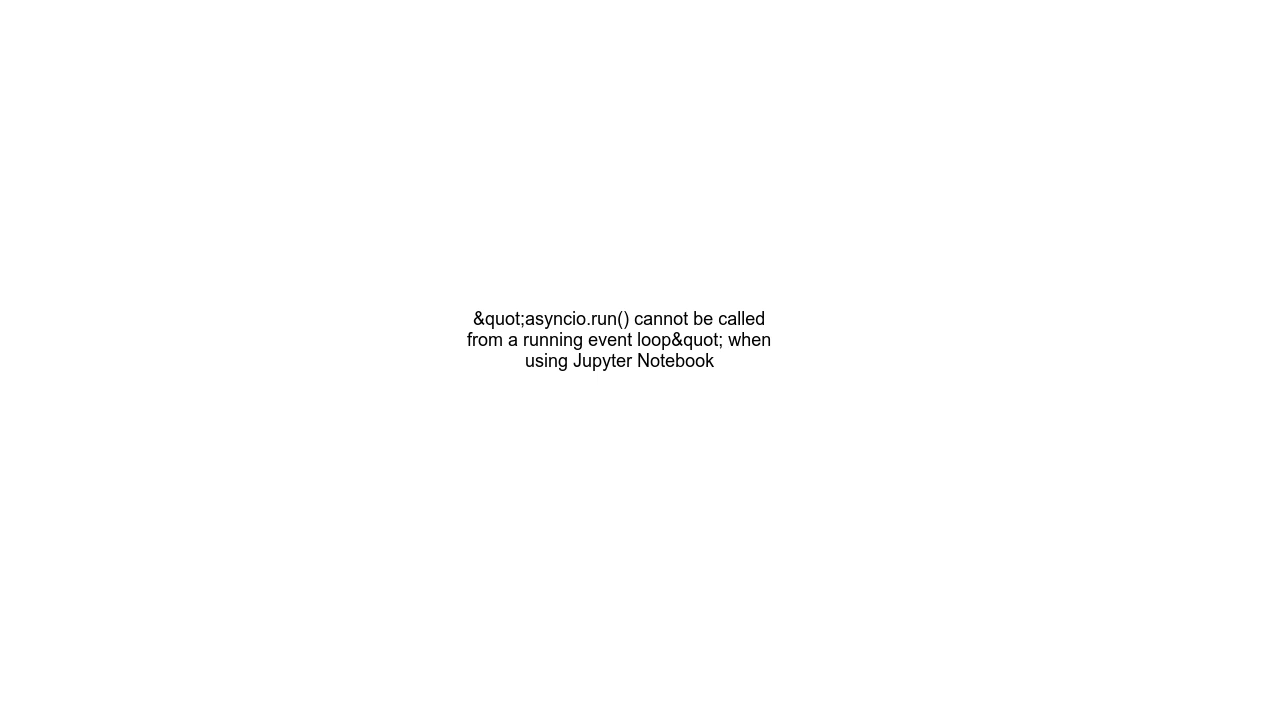 &quot;asyncio.run() cannot be called
from a running event loop&quot; when
using Jupyter Notebook